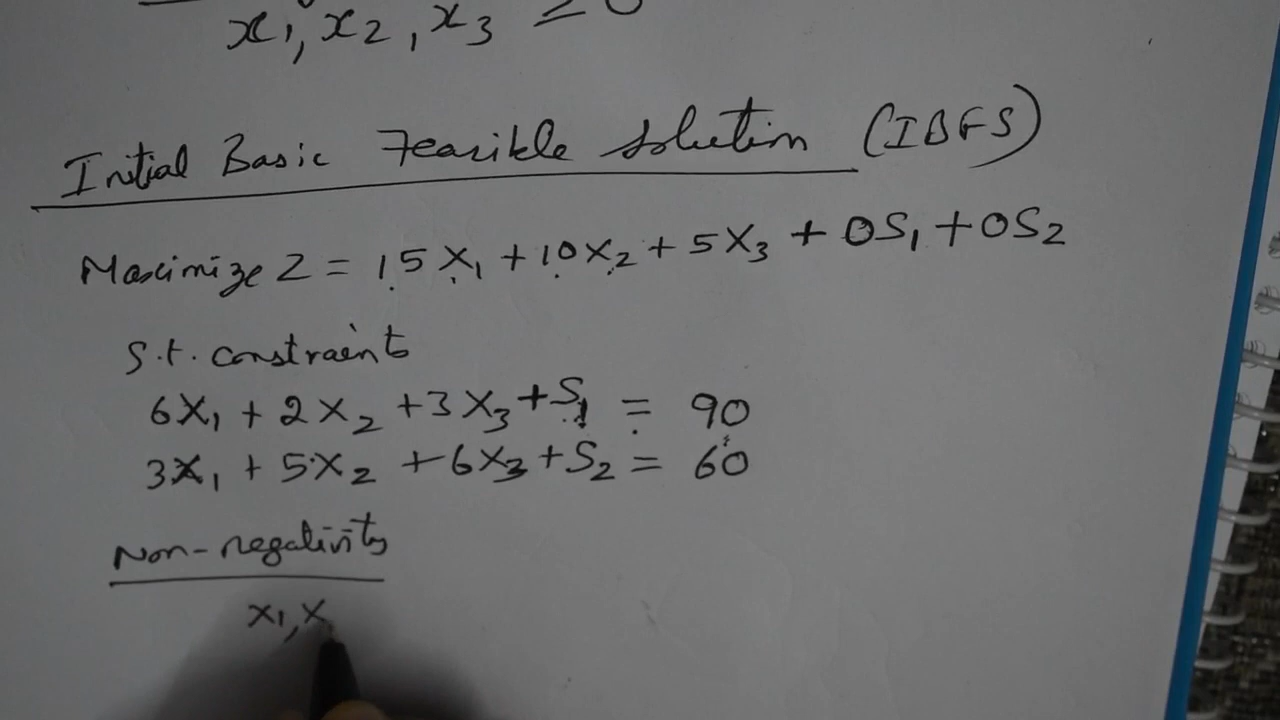 x1, x2, x3 ≥ 0
Initial Basic Feasible Solution (IBFS)
Maximize Z = 15X1 + 10X2 + 5X3 + 0S1 + 0S2
S.t. constraints
6X1 + 2X2 + 3X3 + S1 = 90
3X1 + 5X2 + 6X3 + S2 = 60
Non-negativity
X1, X